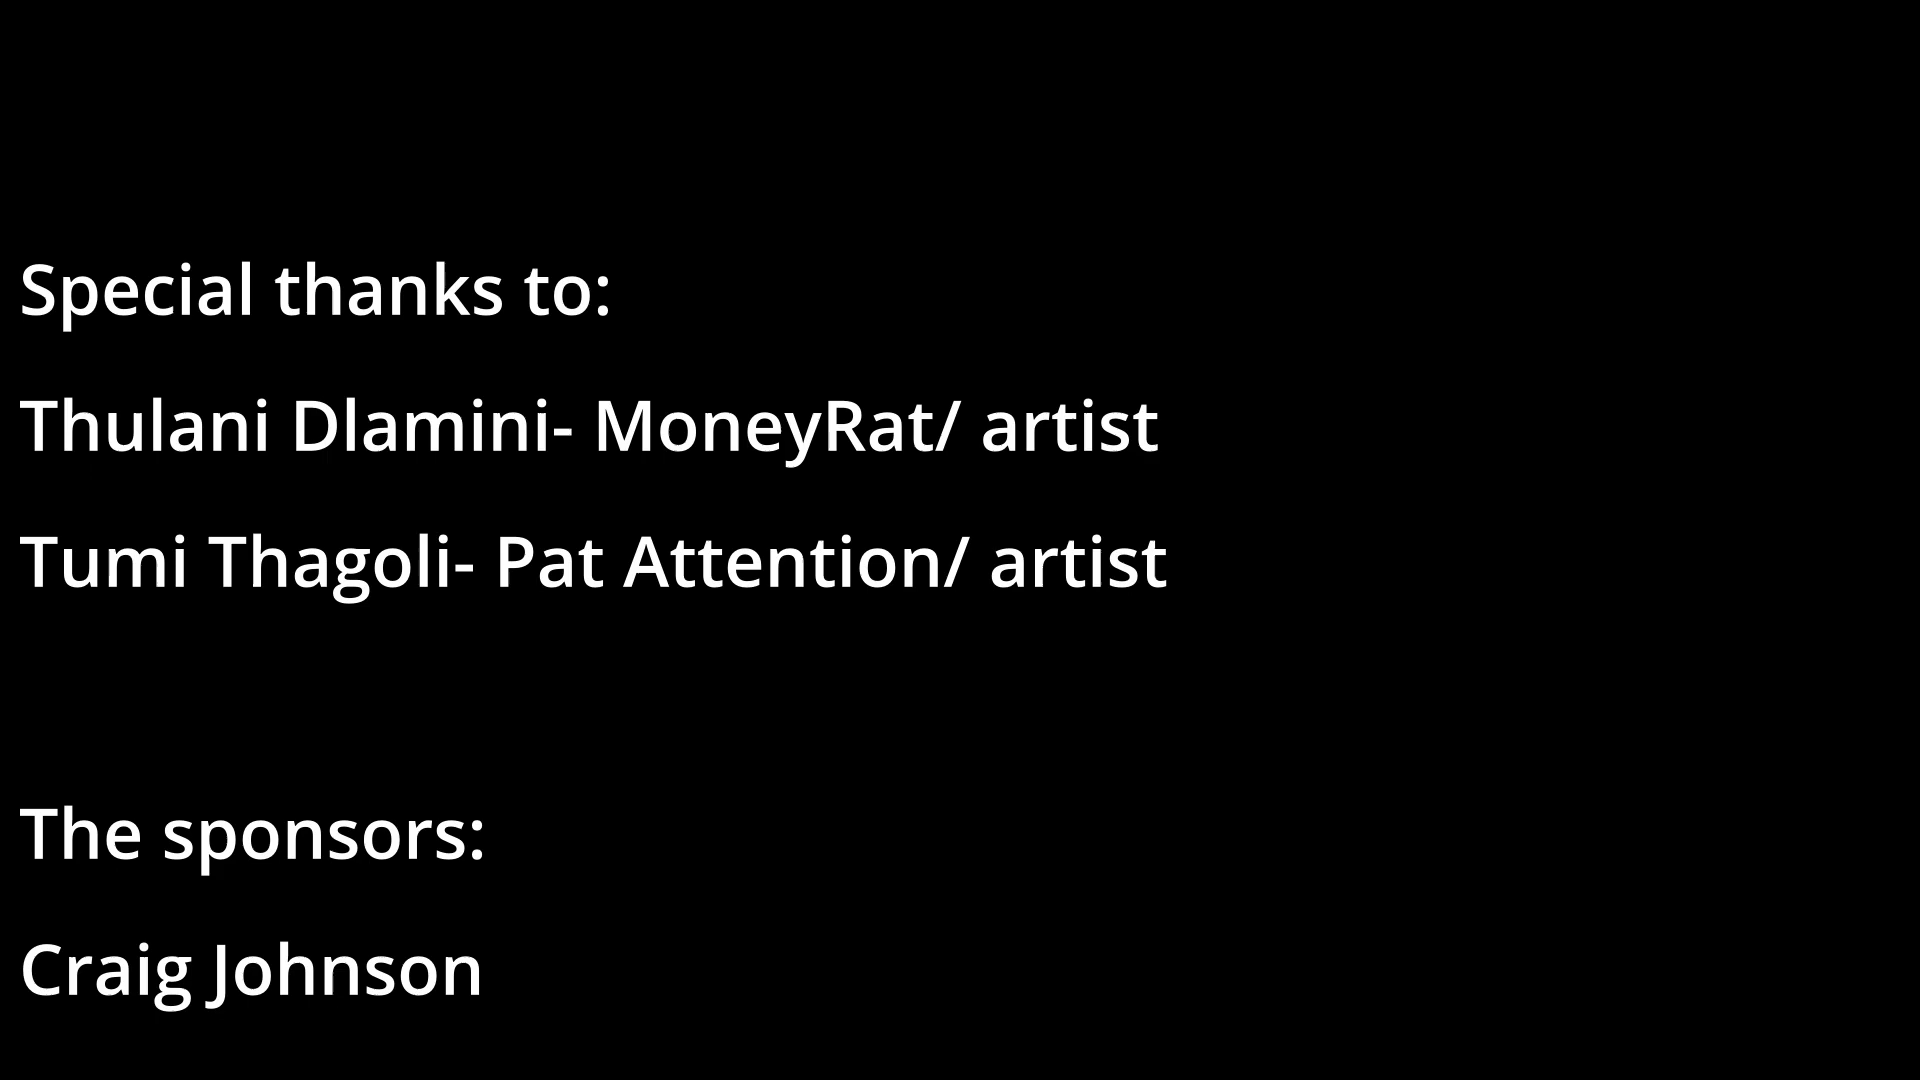 Special thanks to:
Thulani Dlamini- MoneyRat/ artist
Tumi Thagoli- Pat Attention/ artist
The sponsors:
Craig Johnson